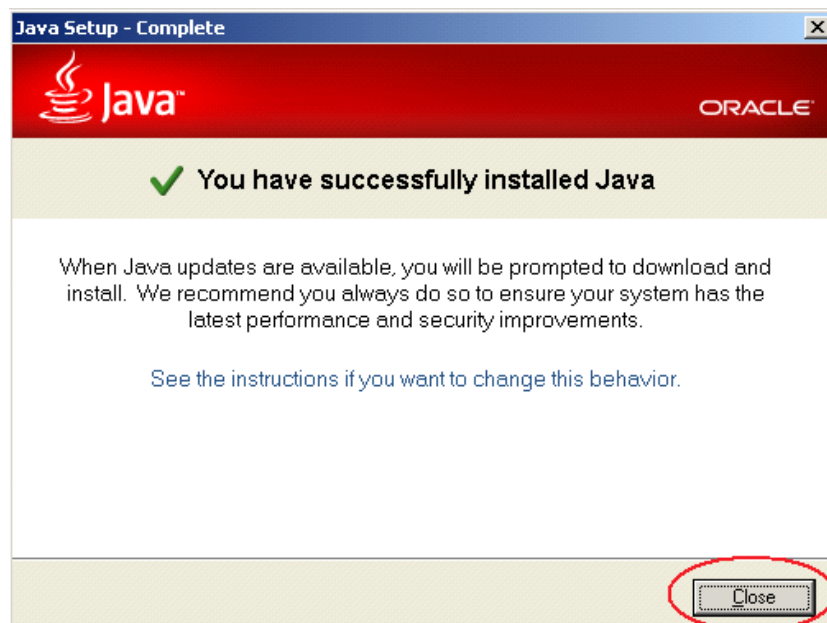 Java Setup - Complete
Java™
ORACLE®
You have successfully installed Java
When Java updates are available, you will be prompted to download and
install. We recommend you always do so to ensure your system has the
latest performance and security improvements.
See the instructions if you want to change this behavior.
Close